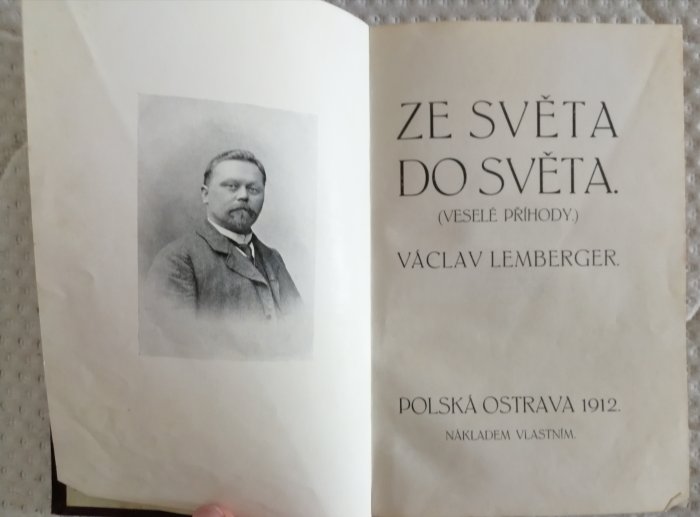 ZE SVĚTA
DO SVĚTA.
(VESELÉ PŘÍHODY.)
VÁCLAV LEMBERGER.
POLSKÁ OSTRAVA 1912.
NÁKLADEM VLASTNÍM.